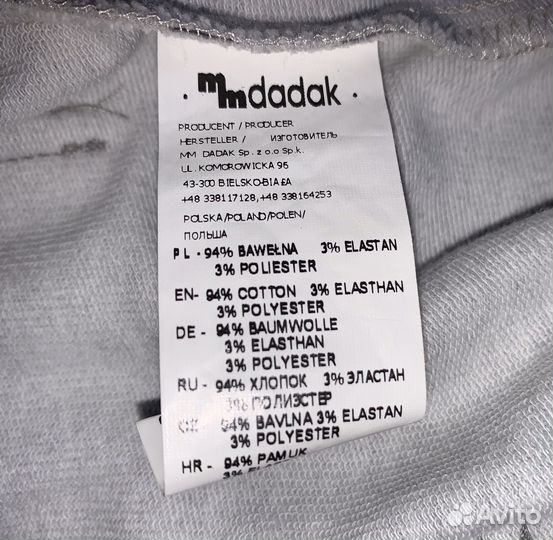 · mmdadak ·
PRODUCENT / PRODUCER
HERSTELLER / ИЗГОТОВИТЕЛЬ
MM DADAK Sp. z o.o Sp.k.
UL. KOMOROWICKA 96
43-300 BIELSKO-BIAŁA
+48 338117128, +48 338164253
POLSKA/POLAND/POLEN/
ПОЛЬША
PL - 94% BAWEŁNA 3% ELASTAN
3% POLIESTER
EN- 94% COTTON 3% ELASTHAN
3% POLYESTER
DE - 94% BAUMWOLLE
3% ELASTHAN
3% POLYESTER
RU - 94% ХЛОПОК 3% ЭЛАСТАН
3% ПОЛИЭСТЕР
CZ - 94% BAVLNA 3% ELASTAN
3% POLYESTER
HR - 94% PAMUK
Avito